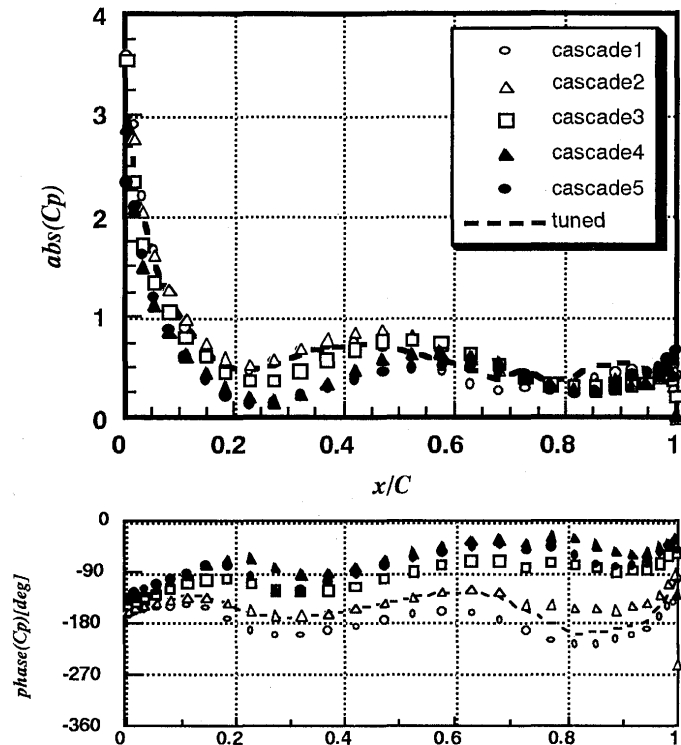 4
3
2
1
0
abs(Cp)
cascade1
cascade2
cascade3
cascade4
cascade5
tuned
0 0.2 0.4 0.6 0.8 1
x/C
0
-90
-180
-270
-360
phase(Cp)[deg]
0 0.2 0.4 0.6 0.8 1